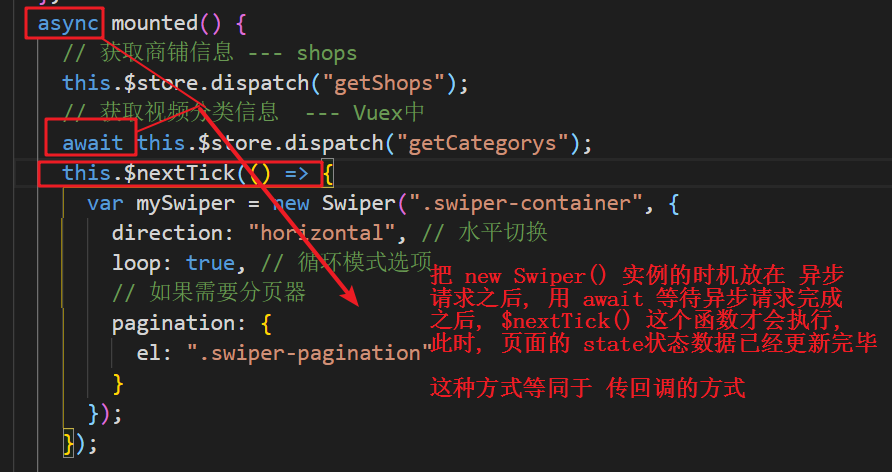 async mounted() {
// 获取商铺信息 --- shops
this.$store.dispatch("getShops");
// 获取视频分类信息  --- Vuex中
await this.$store.dispatch("getCategorys");
this.$nextTick(() => {
var mySwiper = new Swiper(".swiper-container", {
direction: "horizontal", // 水平切换
loop: true, // 循环模式选项
// 如果需要分页器
pagination: {
el: ".swiper-pagination"
}
});
});
把 new Swiper() 实例的时机放在 异步
请求之后, 用 await 等待异步请求完成
之后, $nextTick() 这个函数才会执行,
此时, 页面的 state状态数据已经更新完毕
这种方式等同于 传回调的方式